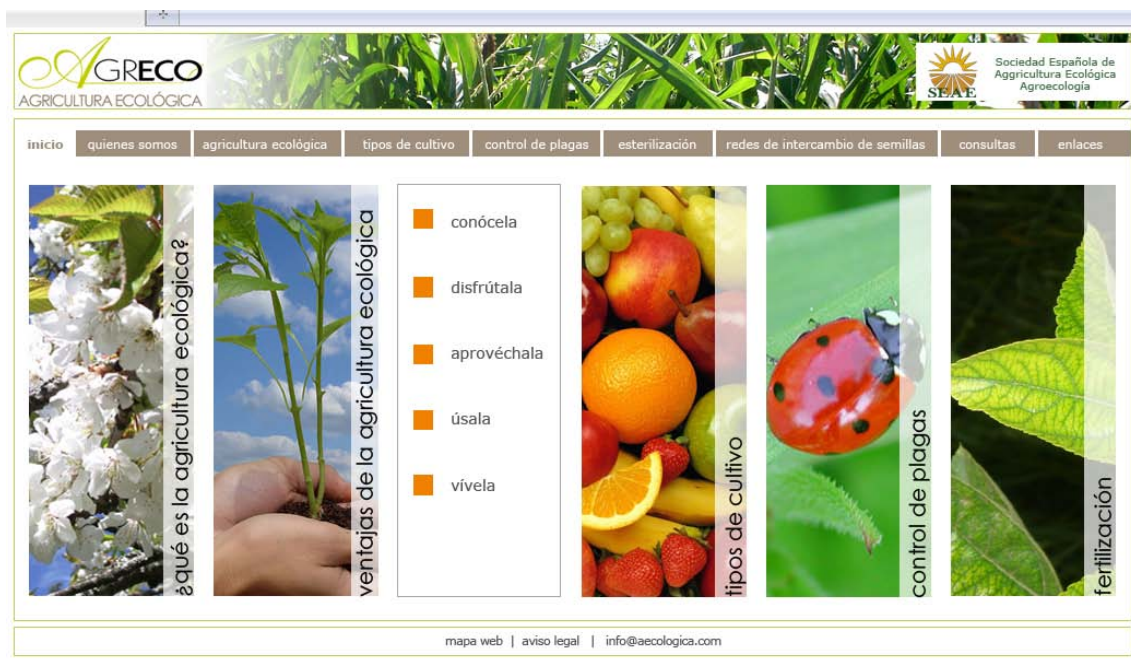 AGRECO
AGRICULTURA ECOLÓGICA
SEAE
Sociedad Española de
Aggricultura Ecológica
Agroecología
inicio quienes somos agricultura ecológica tipos de cultivo control de plagas esterilización redes de intercambio de semillas consultas enlaces
¿qué es la agricultura ecológica?
ventajas de la agricultura ecológica
conócela
disfrútala
aprovéchala
úsala
vívela
tipos de cultivo
control de plagas
fertilización
mapa web | aviso legal | info@aecologica.com